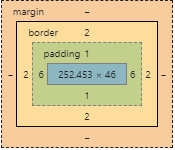 margin –
border 2
padding 1
– 2 6 252.453 × 46 6 2 –
1
2
–